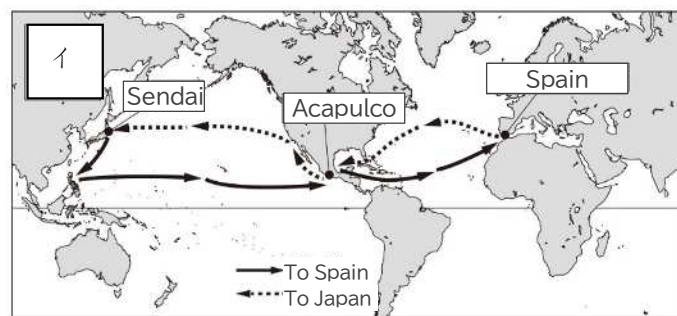 イ
Sendai
Acapulco
Spain
To Spain
To Japan